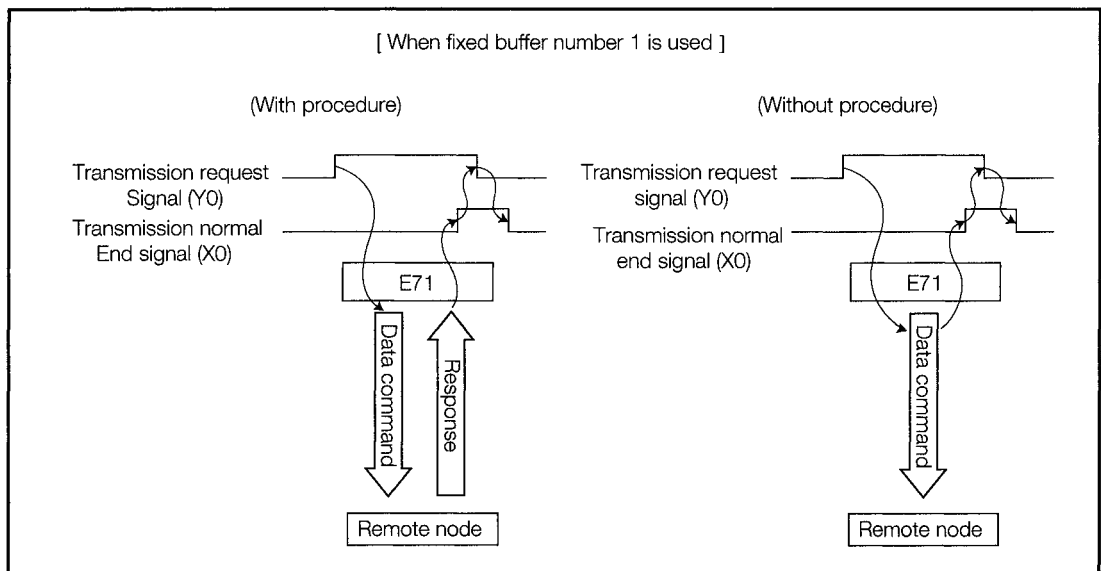 [ When fixed buffer number 1 is used ]
(With procedure)
Transmission request
Signal (Y0)
Transmission normal
End signal (X0)
E71
Data command
Response
Remote node
(Without procedure)
Transmission request
signal (Y0)
Transmission normal
end signal (X0)
E71
Data command
Remote node